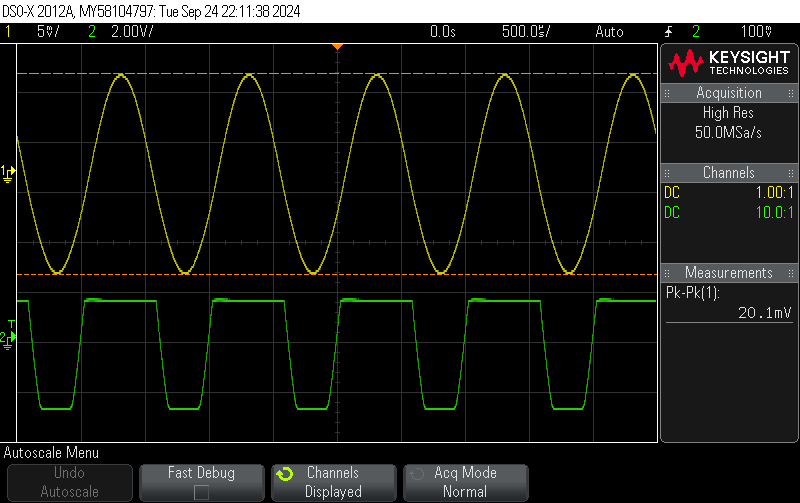 DSO-X 2012A, MY58104797: Tue Sep 24 22:11:38 2024
1 5mV/ 2 2.00V/ 0.0s 500.0s/ Auto 2 100mV
KEYSIGHT
TECHNOLOGIES
Acquisition
High Res
50.0MSa/s
Channels
DC 1.00:1
DC 10.0:1
Measurements
Pk-Pk(1):
20.1mV
1
T
2
Autoscale Menu
Undo
Autoscale
Fast Debug
Channels
Displayed
Acq Mode
Normal